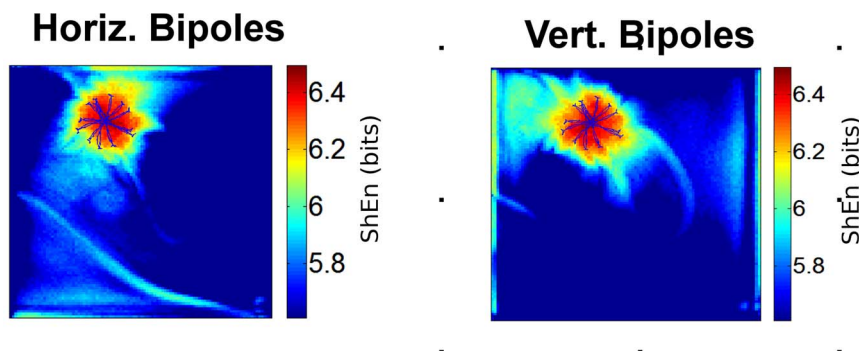 Horiz. Bipoles
6.4
6.2
6
5.8
ShEn (bits)
Vert. Bipoles
6.4
6.2
6
5.8
ShEn (bits)